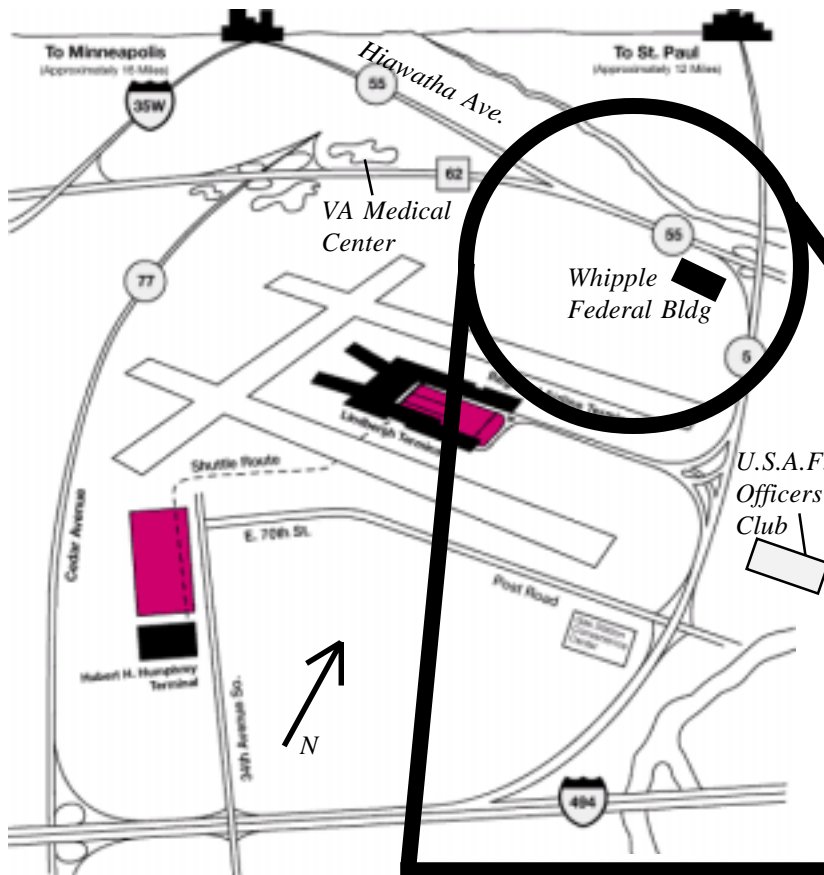 To Minneapolis
(Approximately 15 Miles)
To St. Paul
(Approximately 12 Miles)
Hiawatha Ave.
55
35W
62
VA Medical
Center
55
77
Whipple
Federal Bldg
5
Lindbergh Terminal
Shuttle Route
U.S.A.F.
Officers
Club
Cedar Avenue
E. 70th St.
Post Road
Hubert H. Humphrey
Terminal
34th Avenue So.
N
494